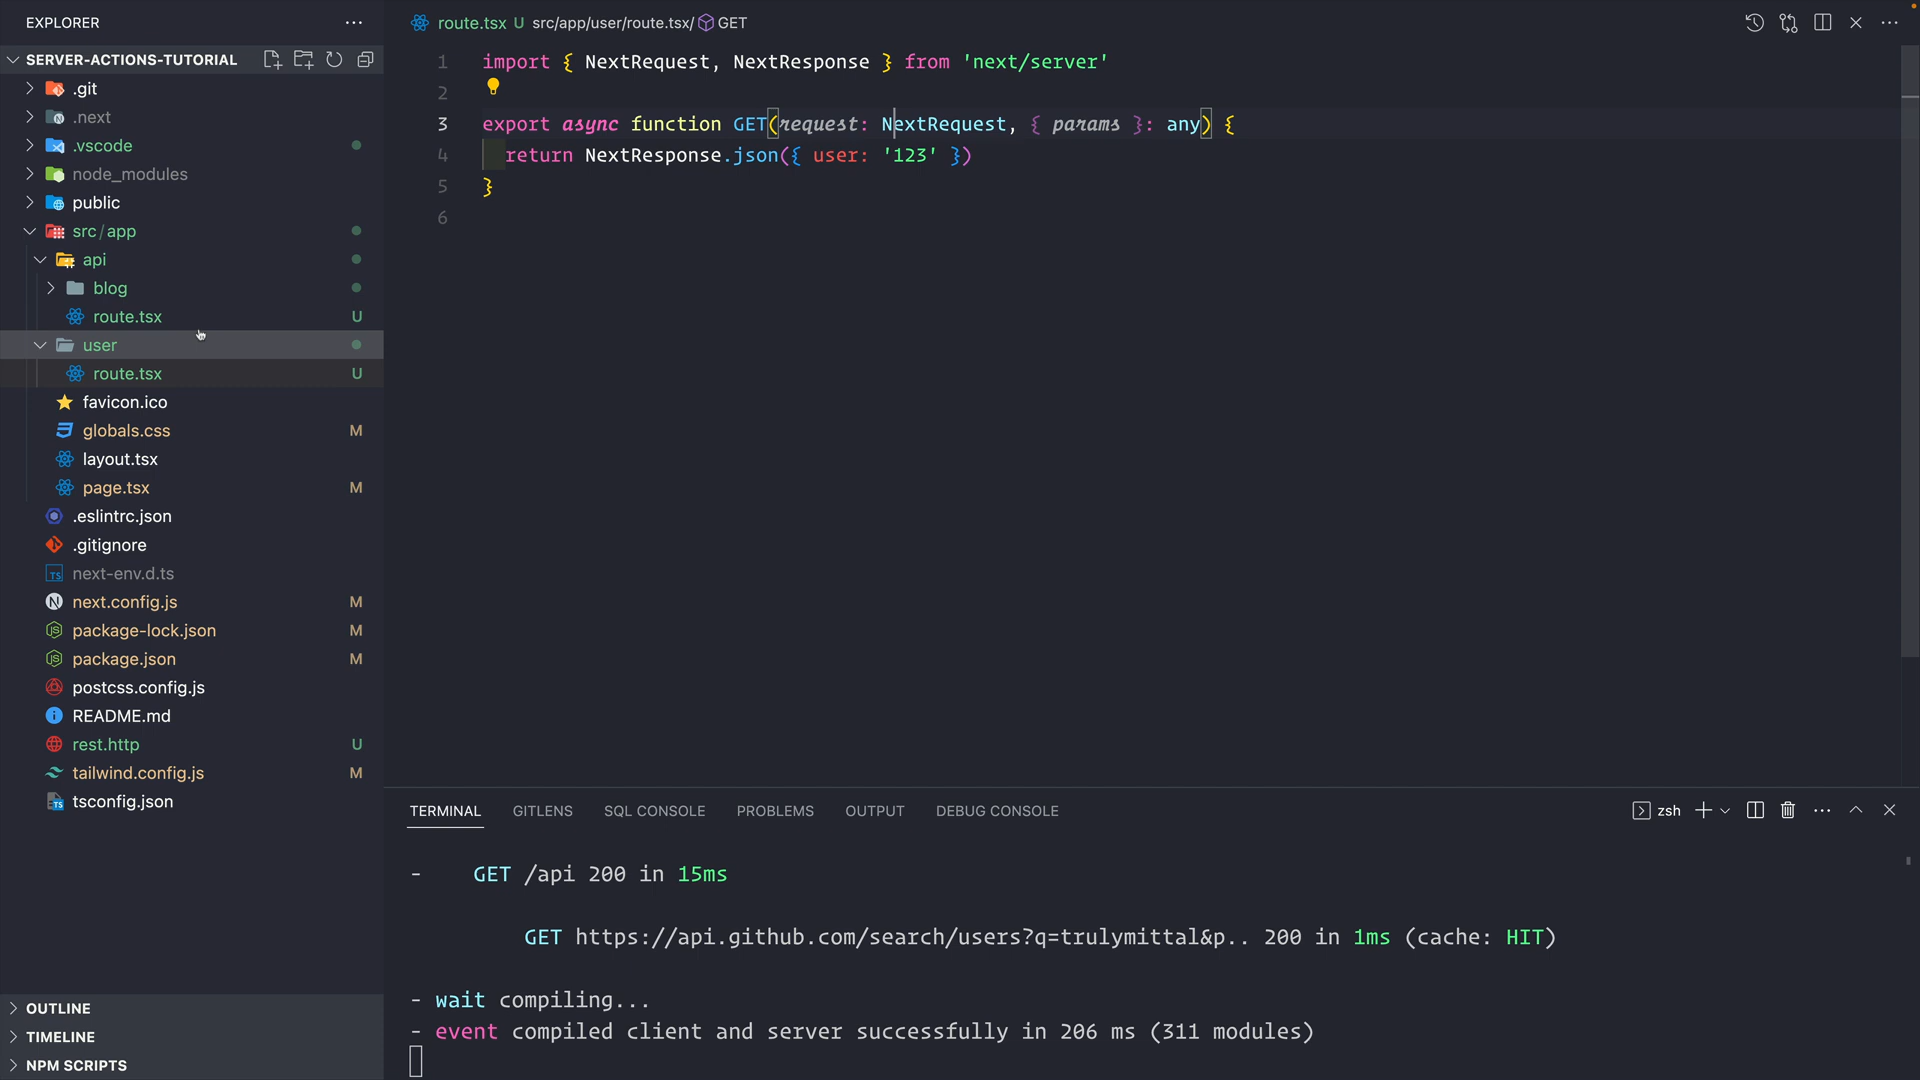 EXPLORER
SERVER-ACTIONS-TUTORIAL
.git
.next
.vscode
node_modules
public
src / app
api
blog
route.tsx U
user
route.tsx U
favicon.ico
globals.css M
layout.tsx
page.tsx M
.eslintrc.json
.gitignore
next-env.d.ts
next.config.js M
package-lock.json M
package.json M
postcss.config.js
README.md
rest.http U
tailwind.config.js M
tsconfig.json
OUTLINE
TIMELINE
NPM SCRIPTS
route.tsx U src/app/user/route.tsx/ GET
1 import { NextRequest, NextResponse } from 'next/server'
2
3 export async function GET(request: NextRequest, { params }: any) {
4 return NextResponse.json({ user: '123' })
5 }
6
TERMINAL GITLENS SQL CONSOLE PROBLEMS OUTPUT DEBUG CONSOLE zsh
- GET /api 200 in 15ms
GET https://api.github.com/search/users?q=trulymittal&p.. 200 in 1ms (cache: HIT)
- wait compiling...
- event compiled client and server successfully in 206 ms (311 modules)